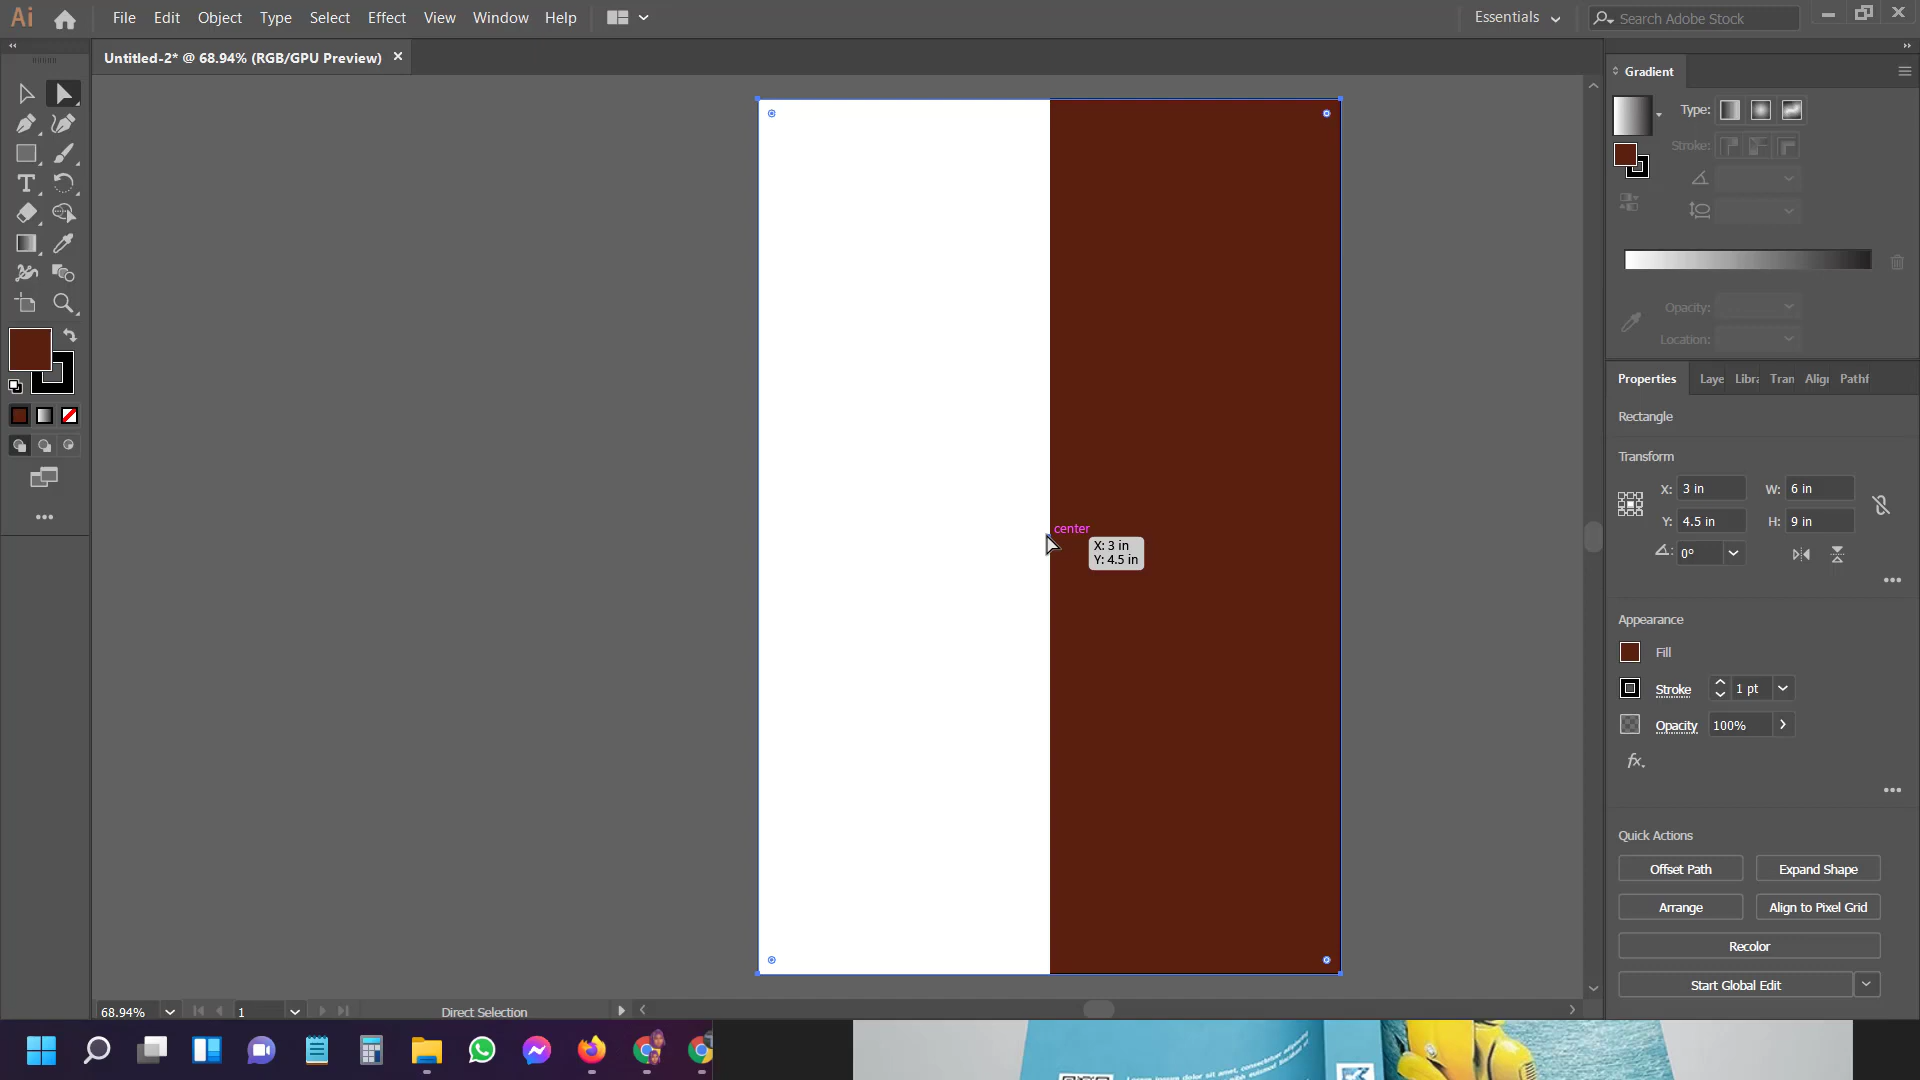 Ai File Edit Object Type Select Effect View Window Help Essentials Search Adobe Stock
Untitled-2* @ 68.94% (RGB/GPU Preview)
Gradient
Type:
Stroke:
Opacity:
Location:
T
center
X: 3 in
Y: 4.5 in
Properties Laye Libra Tran Align Pathf
Rectangle
Transform
X: 3 in W: 6 in
Y: 4.5 in H: 9 in
0°
Appearance
Fill
Stroke 1 pt
Opacity 100%
fx.
Quick Actions
Offset Path Expand Shape
Arrange Align to Pixel Grid
Recolor
Start Global Edit
68.94% 1 Direct Selection